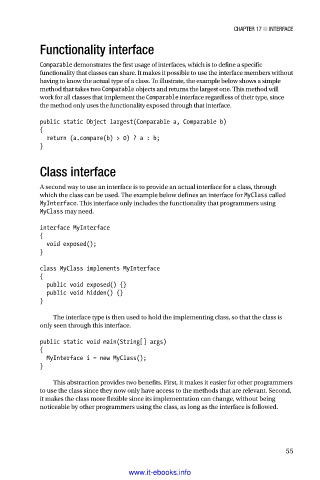 CHAPTER 17 ■ INTERFACE
Functionality interface
Comparable demonstrates the first usage of interfaces, which is to define a specific
functionality that classes can share. It makes it possible to use the interface members without
having to know the actual type of a class. To illustrate, the example below shows a simple
method that takes two Comparable objects and returns the largest one. This method will
work for all classes that implement the Comparable interface regardless of their type, since
the method only uses the functionality exposed through that interface.
public static Object largest(Comparable a, Comparable b)
{
return (a.compare(b) > 0) ? a : b;
}
Class interface
A second way to use an interface is to provide an actual interface for a class, through
which the class can be used. The example below defines an interface for MyClass called
MyInterface. This interface only includes the functionality that programmers using
MyClass may need.
interface MyInterface
{
void exposed();
}
class MyClass implements MyInterface
{
public void exposed() {}
public void hidden() {}
}
The interface type is then used to hold the implementing class, so that the class is
only seen through this interface.
public static void main(String[] args)
{
MyInterface i = new MyClass();
}
This abstraction provides two benefits. First, it makes it easier for other programmers
to use the class since they now only have access to the methods that are relevant. Second,
it makes the class more flexible since its implementation can change, without being
noticeable by other programmers using the class, as long as the interface is followed.
55
www.it-ebooks.info